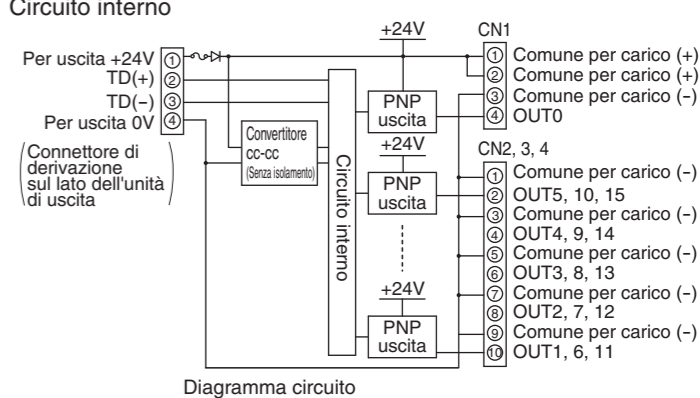 Circuito interno
Per uscita +24V ①
TD(+) ②
TD(−) ③
Per uscita 0V ④
(Connettore di
derivazione
sul lato dell'unità
di uscita)
Convertitore
cc-cc
(Senza isolamento)
Circuito interno
+24V
PNP
uscita
+24V
PNP
uscita
+24V
PNP
uscita
CN1
① Comune per carico (+)
② Comune per carico (+)
③ Comune per carico (−)
④ OUT0
CN2, 3, 4
① Comune per carico (−)
② OUT5, 10, 15
③ Comune per carico (−)
④ OUT4, 9, 14
⑤ Comune per carico (−)
⑥ OUT3, 8, 13
⑦ Comune per carico (−)
⑧ OUT2, 7, 12
⑨ Comune per carico (−)
⑩ OUT1, 6, 11
Diagramma circuito